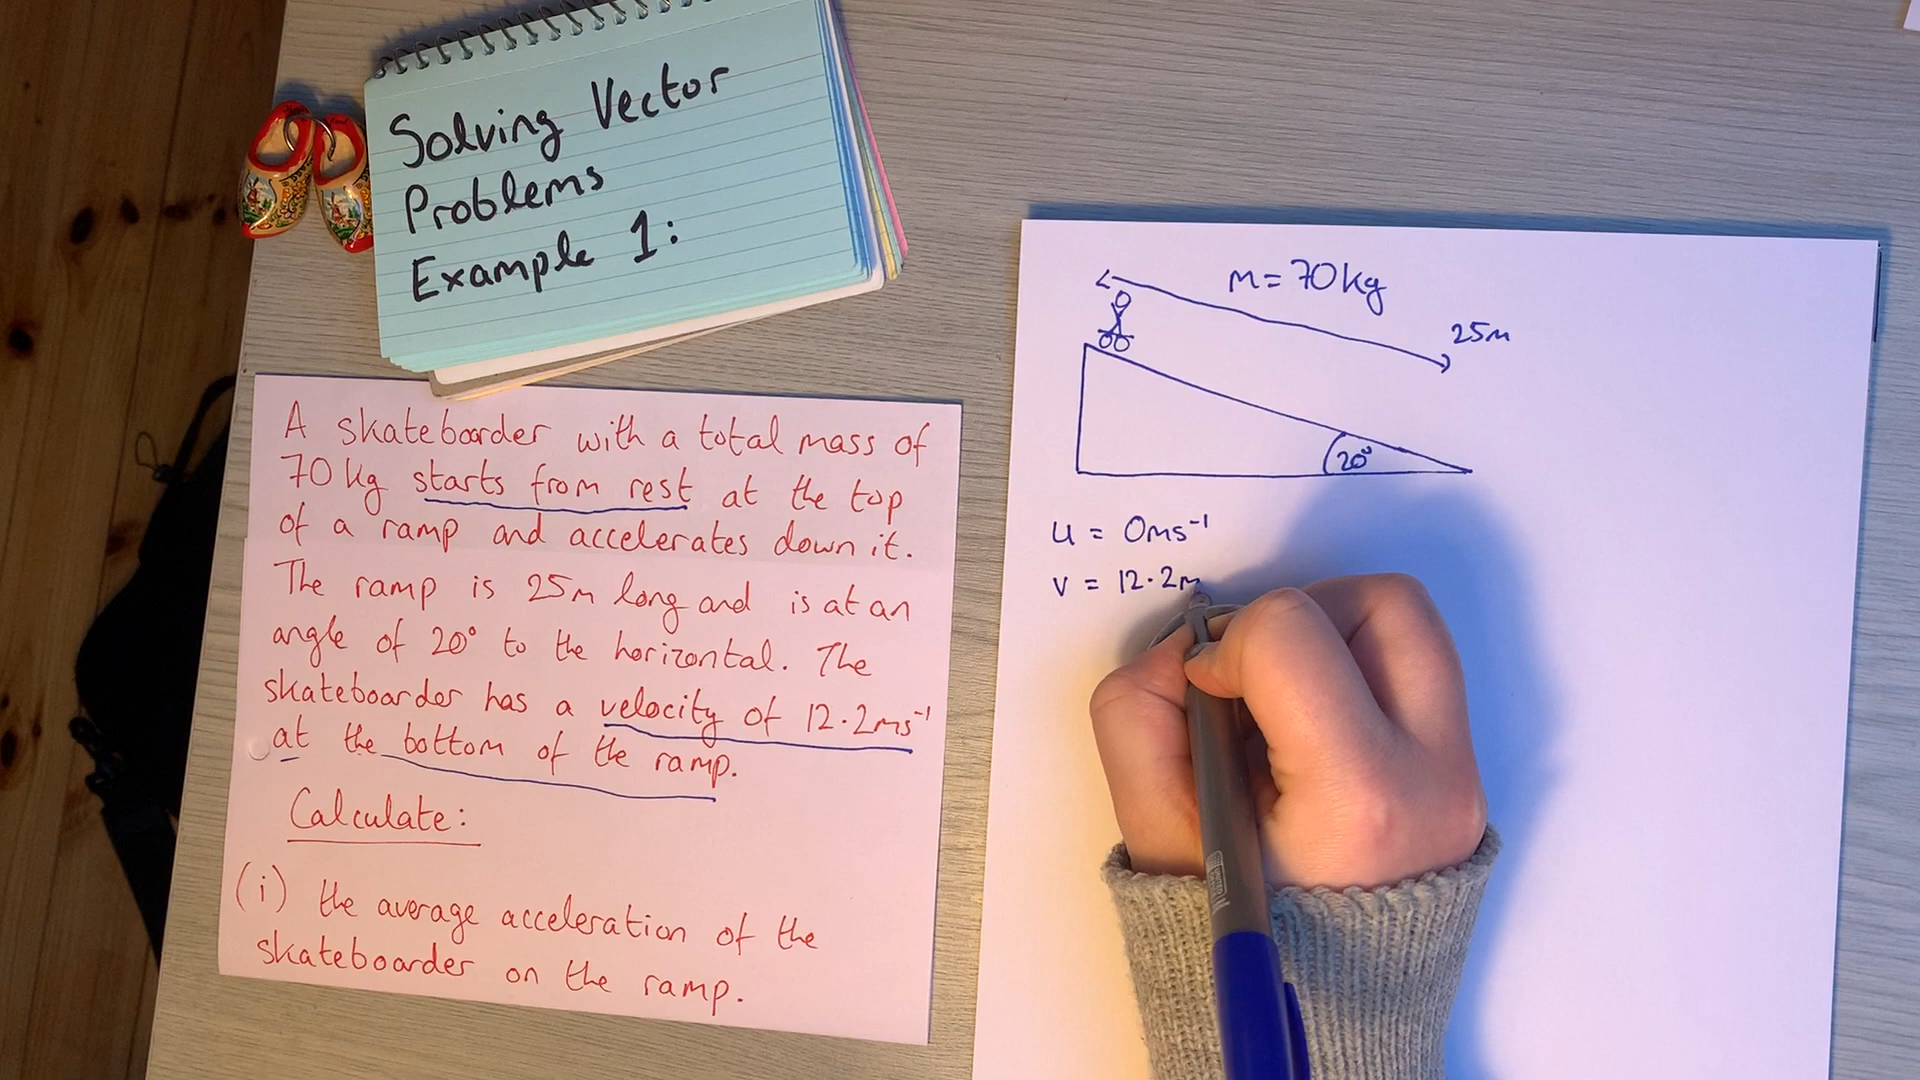 Solving Vector
Problems
Example 1:
A skateboarder with a total mass of
70kg starts from rest at the top
of a ramp and accelerates down it.
The ramp is 25m long and is at an
angle of 20° to the horizontal. The
skateboarder has a velocity of 12.2ms⁻¹
at the bottom of the ramp.
Calculate:
(i) the average acceleration of the
skateboarder on the ramp.
m = 70kg
25m
20°
u = 0ms⁻¹
v = 12.2m